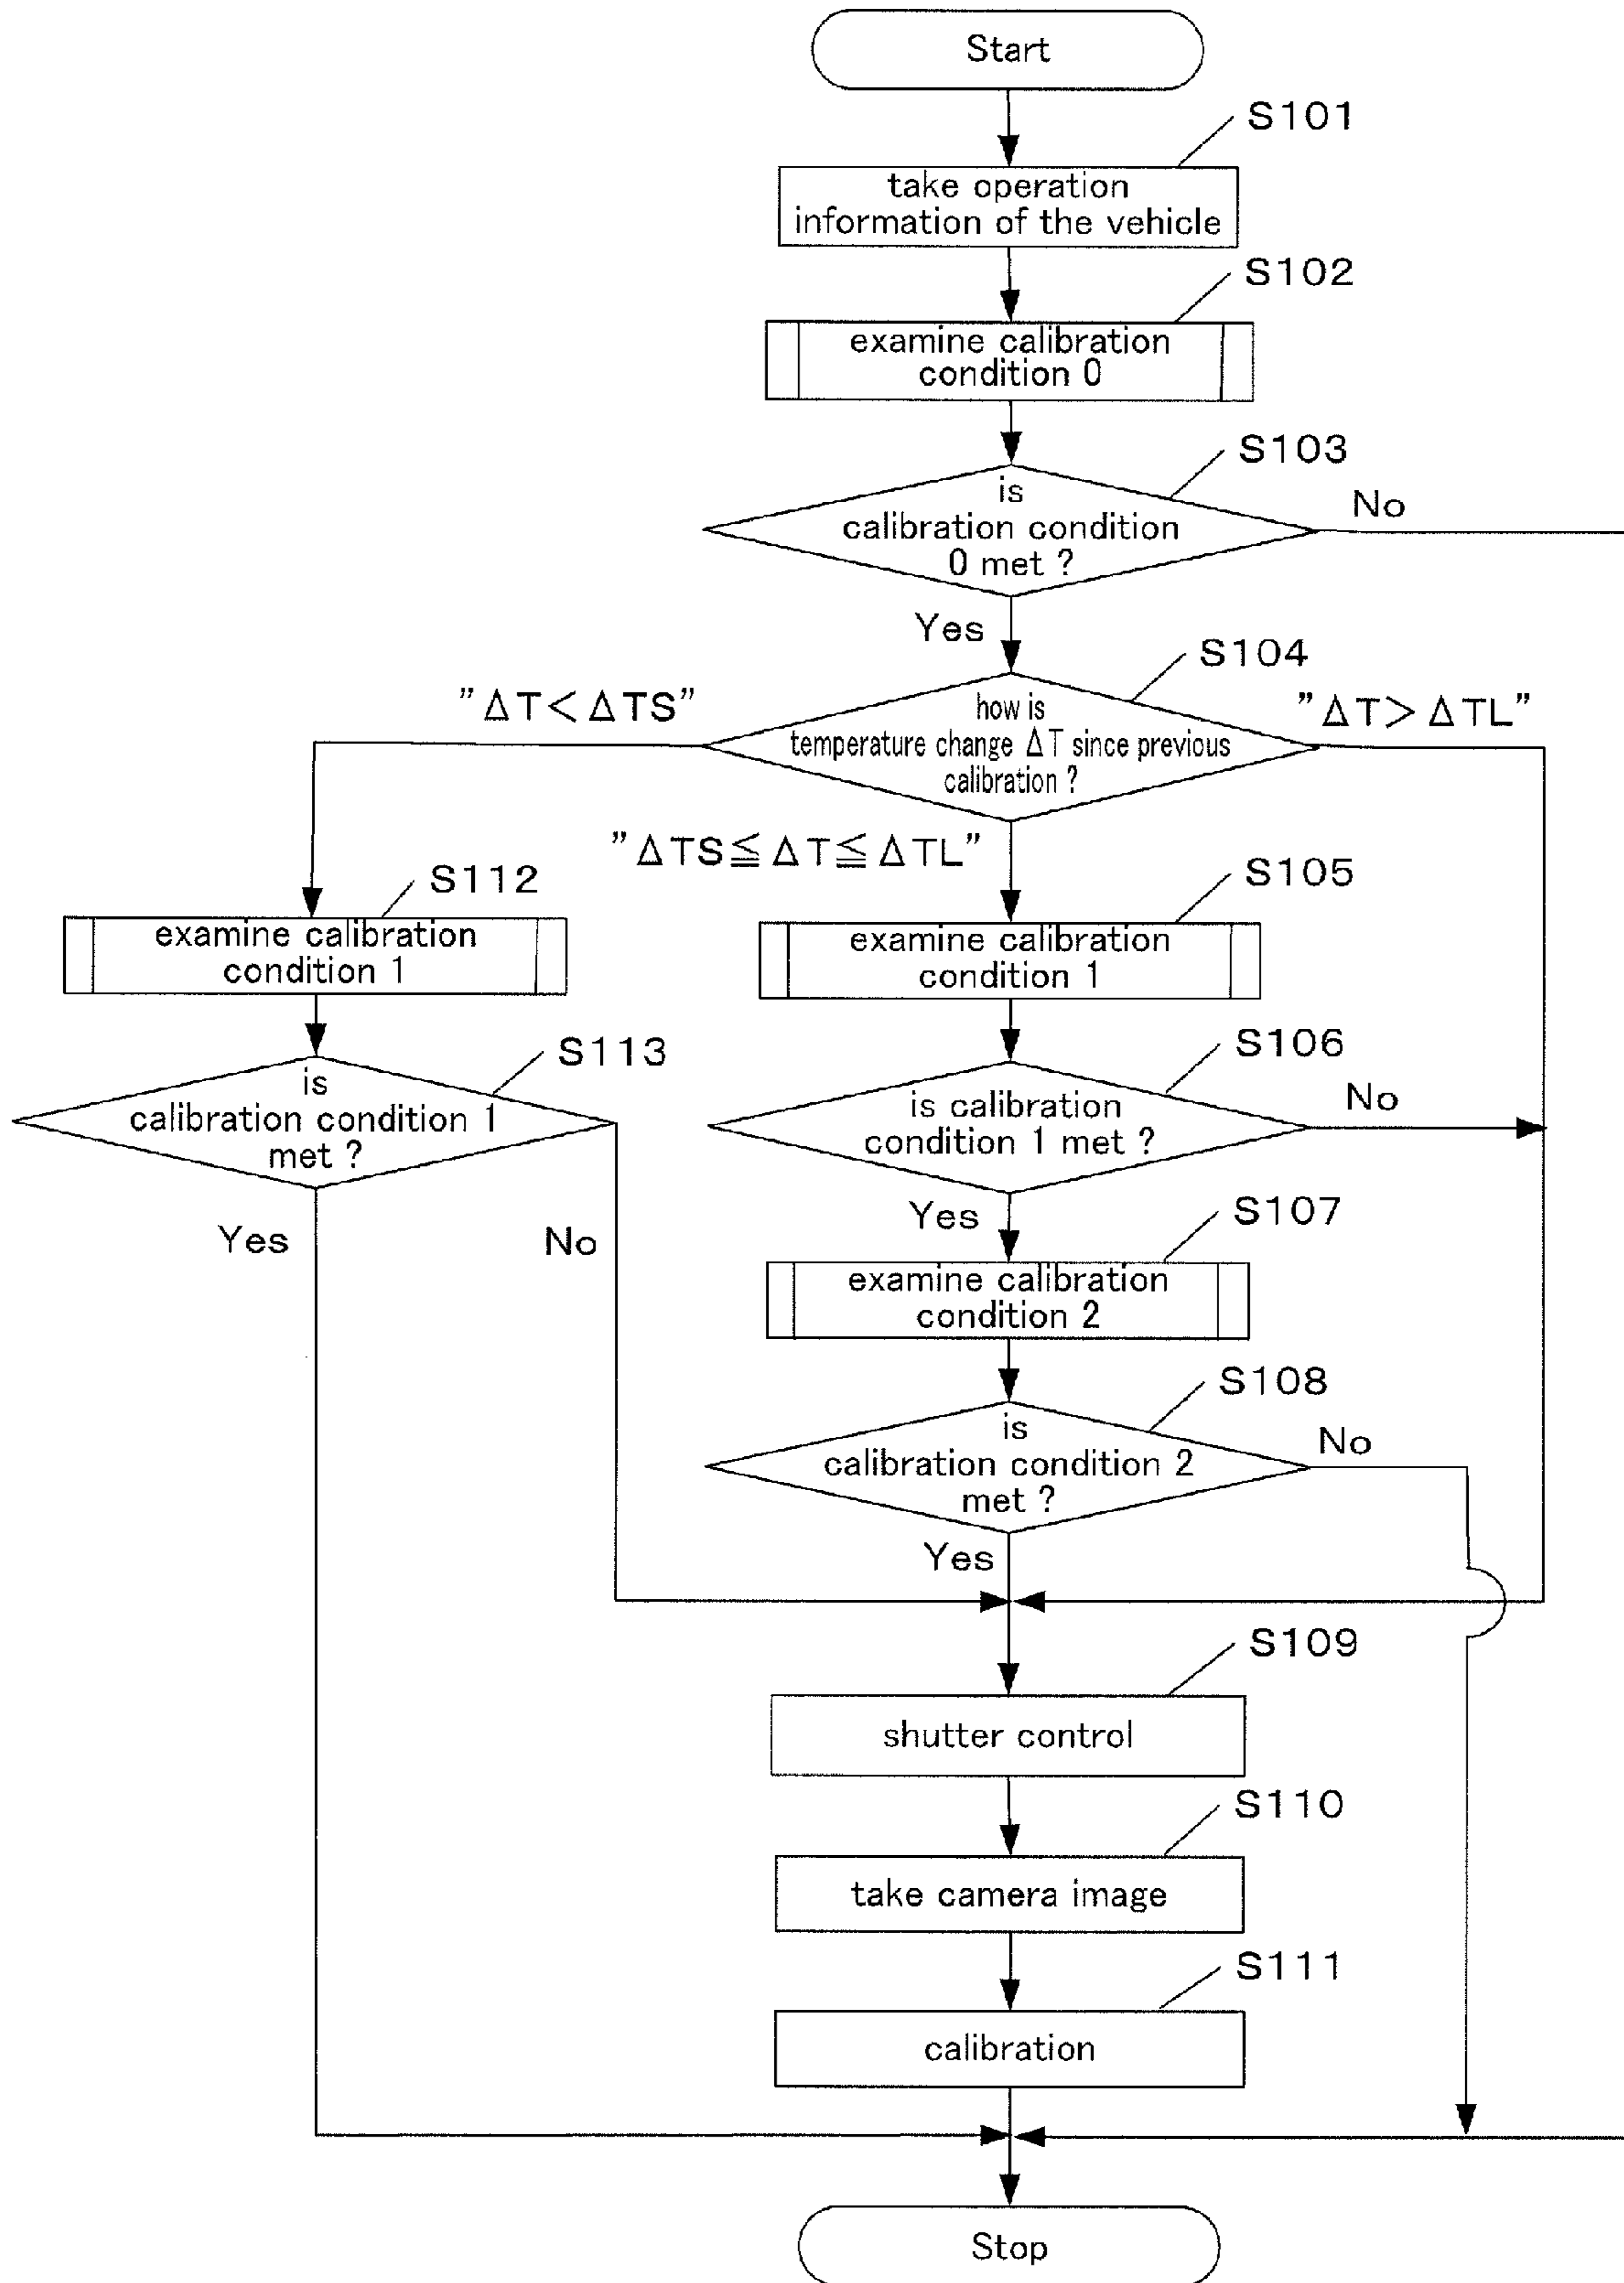 Start
S101
take operation
information of the vehicle
S102
examine calibration
condition 0
S103
is
calibration condition
0 met ?
No
Yes
S104
"ΔT<ΔTS"
how is
temperature change ΔT since previous
calibration ?
"ΔT>ΔTL"
"ΔTS≦ΔT≦ΔTL"
S112
examine calibration
condition 1
S105
examine calibration
condition 1
S113
is
calibration condition 1
met ?
Yes
No
S106
is calibration
condition 1 met ?
No
Yes
S107
examine calibration
condition 2
S108
is
calibration condition 2
met ?
No
Yes
S109
shutter control
S110
take camera image
S111
calibration
Stop